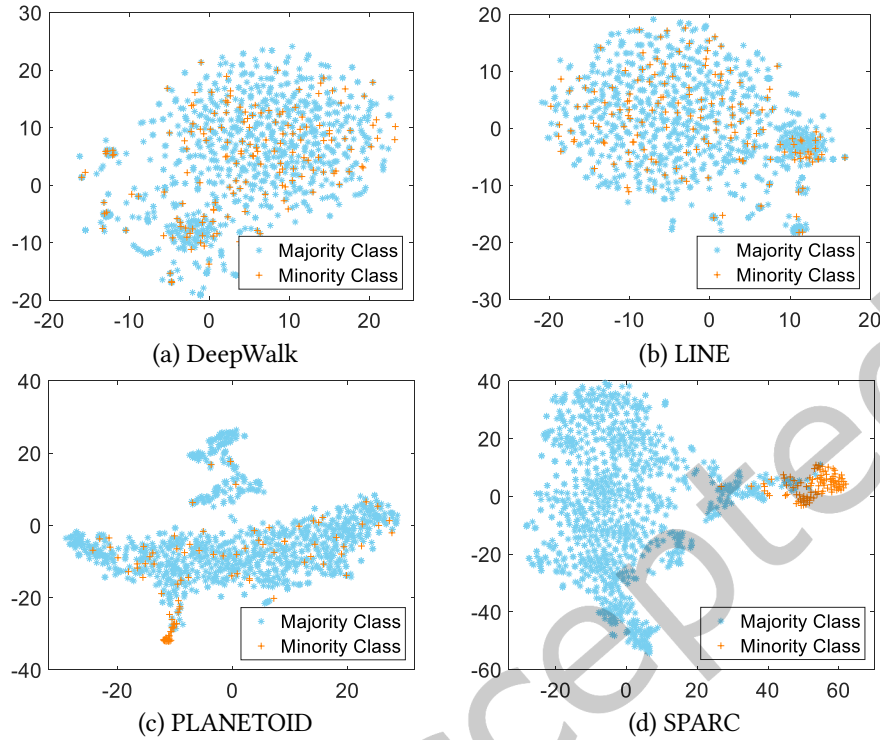 30
20
10
0
-10
-20
-20 -10 0 10 20
Majority Class
Minority Class
(a) DeepWalk
20
10
0
-10
-20
-30
-20 -10 0 10 20
Majority Class
Minority Class
(b) LINE
40
20
0
-20
-40
-20 0 20
Majority Class
Minority Class
(c) PLANETOID
40
20
0
-20
-40
-60
-20 0 20 40 60
Majority Class
Minority Class
(d) SPARC
ccepted